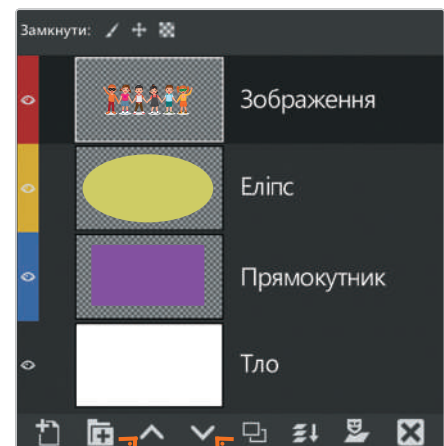 Замкнути:
Зображення
Еліпс
Прямокутник
Тло